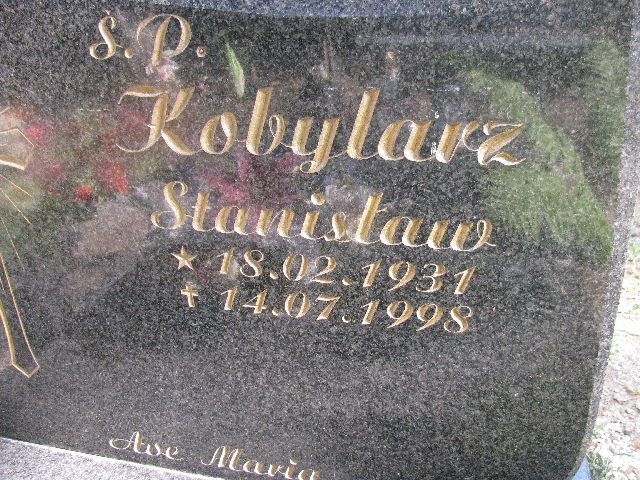 Ś.P.
Kobylarz
Stanisław
★ 18.02.1931
✝ 14.07.1998
Ave Maria